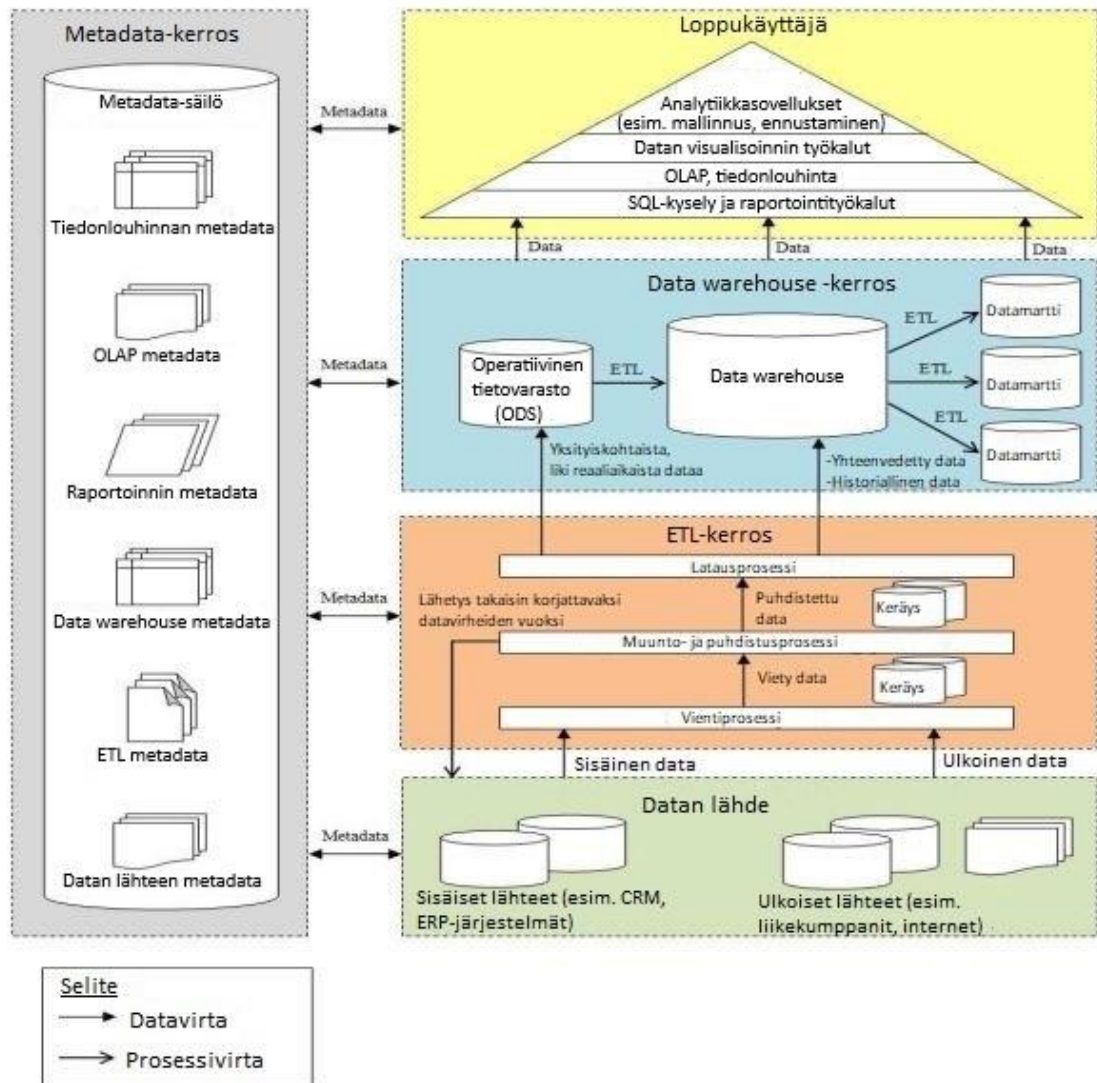 Metadata-kerros
Metadata-säilö
Tiedonlouhinnan metadata
OLAP metadata
Raportoinnin metadata
Data warehouse metadata
ETL metadata
Datan lähteen metadata
Metadata
Metadata
Metadata
Metadata
Loppukäyttäjä
Analytiikkasovellukset
(esim. mallinnus, ennustaminen)
Datan visualisoinnin työkalut
OLAP, tiedonlouhinta
SQL-kysely ja raportointityökalut
Data
Data
Data
Data warehouse -kerros
Operatiivinen
tietovarasto
(ODS)
ETL
Data warehouse
ETL
ETL
ETL
Datamartti
Datamartti
Datamartti
Yksityiskohtaista,
liki reaaliaikaista dataa
-Yhteenvedetty data
-Historiallinen data
ETL-kerros
Latausprosessi
Lähetys takaisin korjattavaksi
datavirheiden vuoksi
Puhdistettu
data
Keräys
Muunto- ja puhdistusprosessi
Viety data
Keräys
Vientiprosessi
Sisäinen data
Ulkoinen data
Datan lähde
Sisäiset lähteet (esim. CRM,
ERP-järjestelmät)
Ulkoiset lähteet (esim.
liikekumppanit, internet)
Selite
Datavirta
Prosessivirta